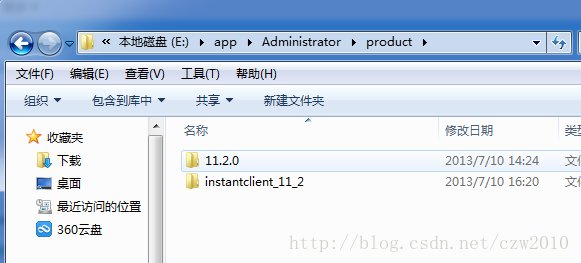 本地磁盘 (E:) app Administrator product
文件(F) 编辑(E) 查看(V) 工具(T) 帮助(H)
组织 包含到库中 共享 新建文件夹
名称 修改日期 类
收藏夹
下载
桌面
最近访问的位置
360云盘
11.2.0 2013/7/10 14:24 文
instantclient_11_2 2013/7/10 16:20 文
http://blog.csdn.net/czw2010